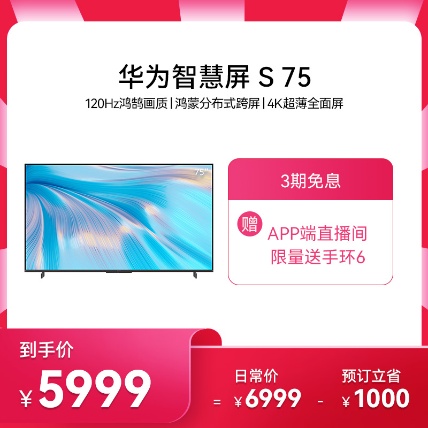 华为智慧屏 S 75
120Hz鸿鹄画质|鸿蒙分布式跨屏|4K超薄全面屏
75"
3期免息
赠
APP端直播间
限量送手环6
到手价
¥5999
=
日常价
¥6999
-
预订立省
¥1000